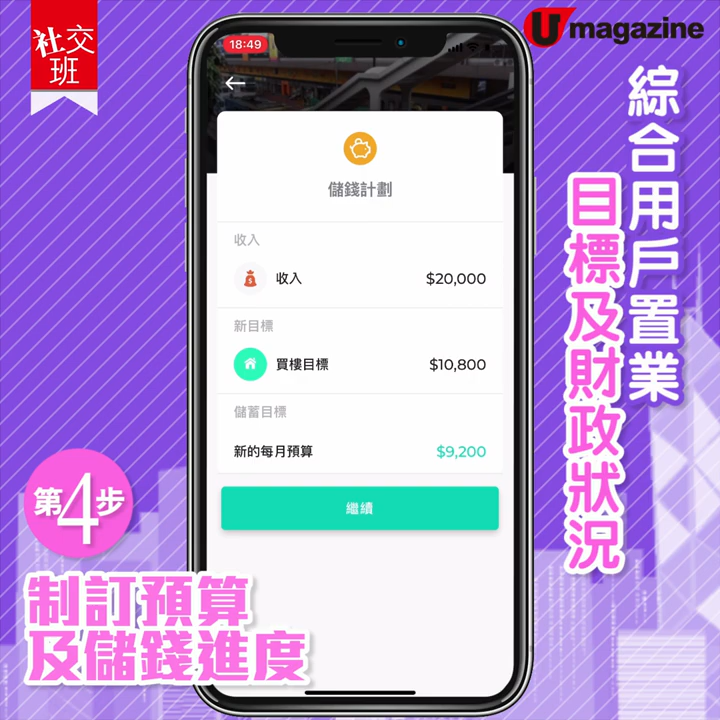 社交班
U magazine
綜合用戶置業
目標及財政狀況
18:49
儲錢計劃
收入
收入 $20,000
新目標
買樓目標 $10,800
儲蓄目標
新的每月預算 $9,200
繼續
第4步
制訂預算
及儲錢進度